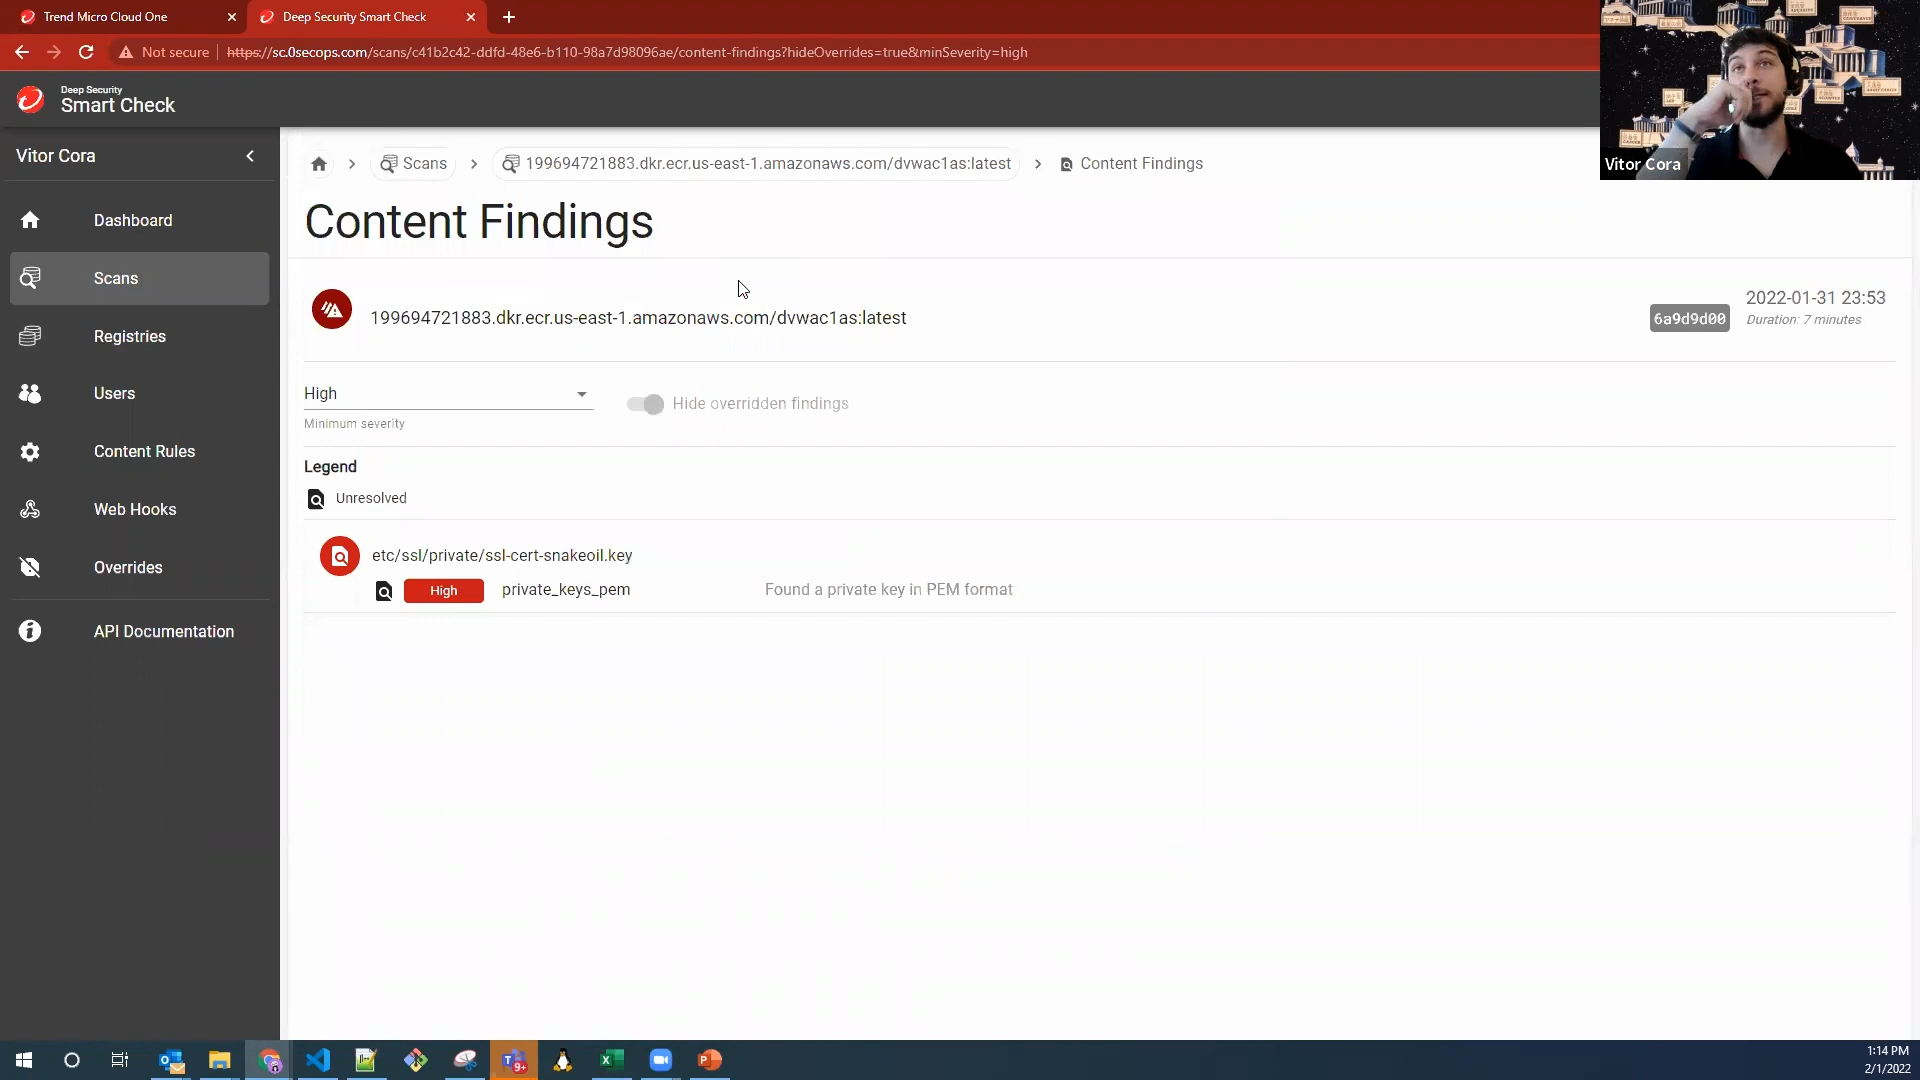 Trend Micro Cloud One
Deep Security Smart Check
Not secure
https://sc.0secops.com/scans/c41b2c42-ddfd-48e6-b110-98a7d98096ae/content-findings?hideOverrides=true&minSeverity=high
Deep Security
Smart Check
Vitor Cora
Vitor Cora
Dashboard
Scans
Registries
Users
Content Rules
Web Hooks
Overrides
API Documentation
Scans
199694721883.dkr.ecr.us-east-1.amazonaws.com/dvwac1as:latest
Content Findings
Content Findings
199694721883.dkr.ecr.us-east-1.amazonaws.com/dvwac1as:latest
6a9d9d00
2022-01-31 23:53
Duration: 7 minutes
High
Minimum severity
Hide overridden findings
Legend
Unresolved
etc/ssl/private/ssl-cert-snakeoil.key
High
private_keys_pem
Found a private key in PEM format
9+
1:14 PM
2/1/2022